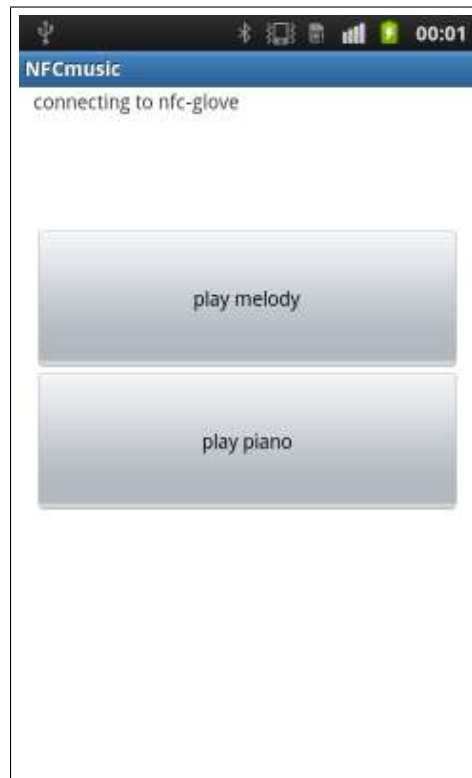 00:01
NFCmusic
connecting to nfc-glove
play melody
play piano